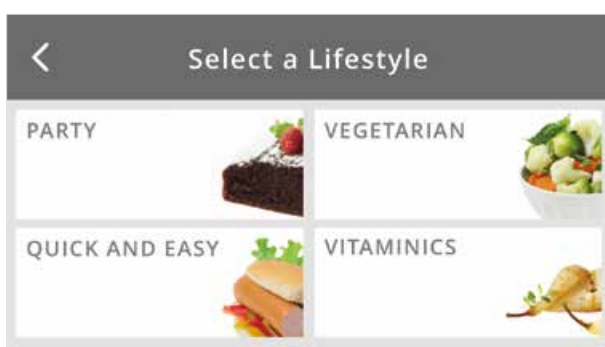 Select a Lifestyle
PARTY
VEGETARIAN
QUICK AND EASY
VITAMINICS